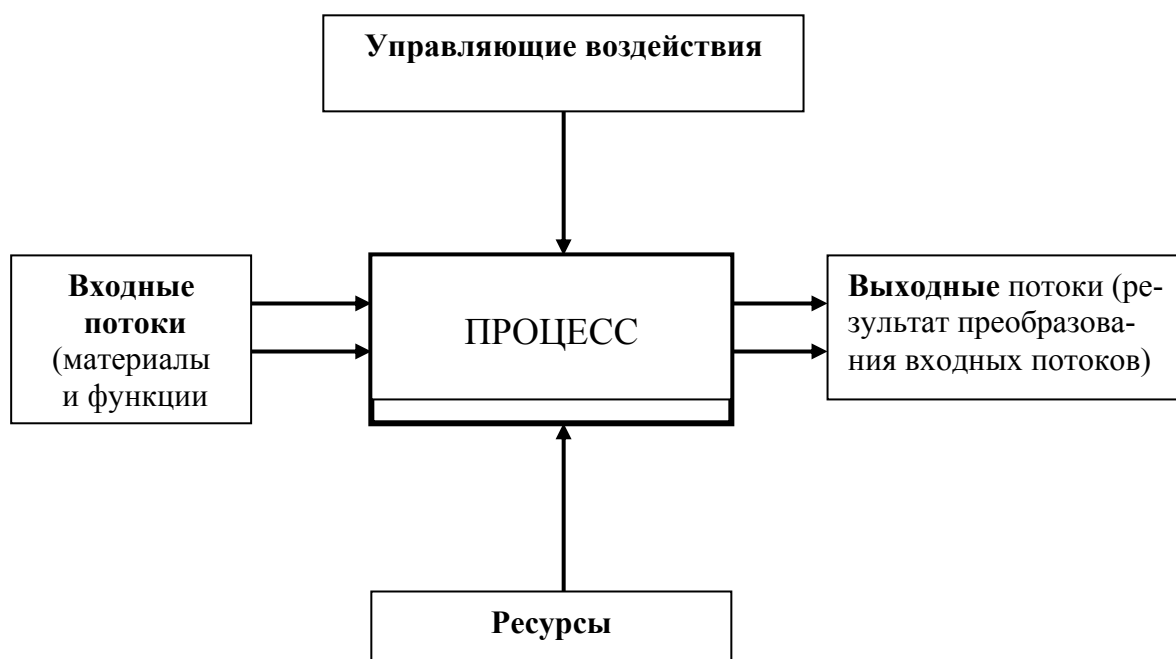 Управляющие воздействия
Входные
потоки
(материалы
и функции
ПРОЦЕСС
Выходные потоки (ре-
зультат преобразова-
ния входных потоков)
Ресурсы